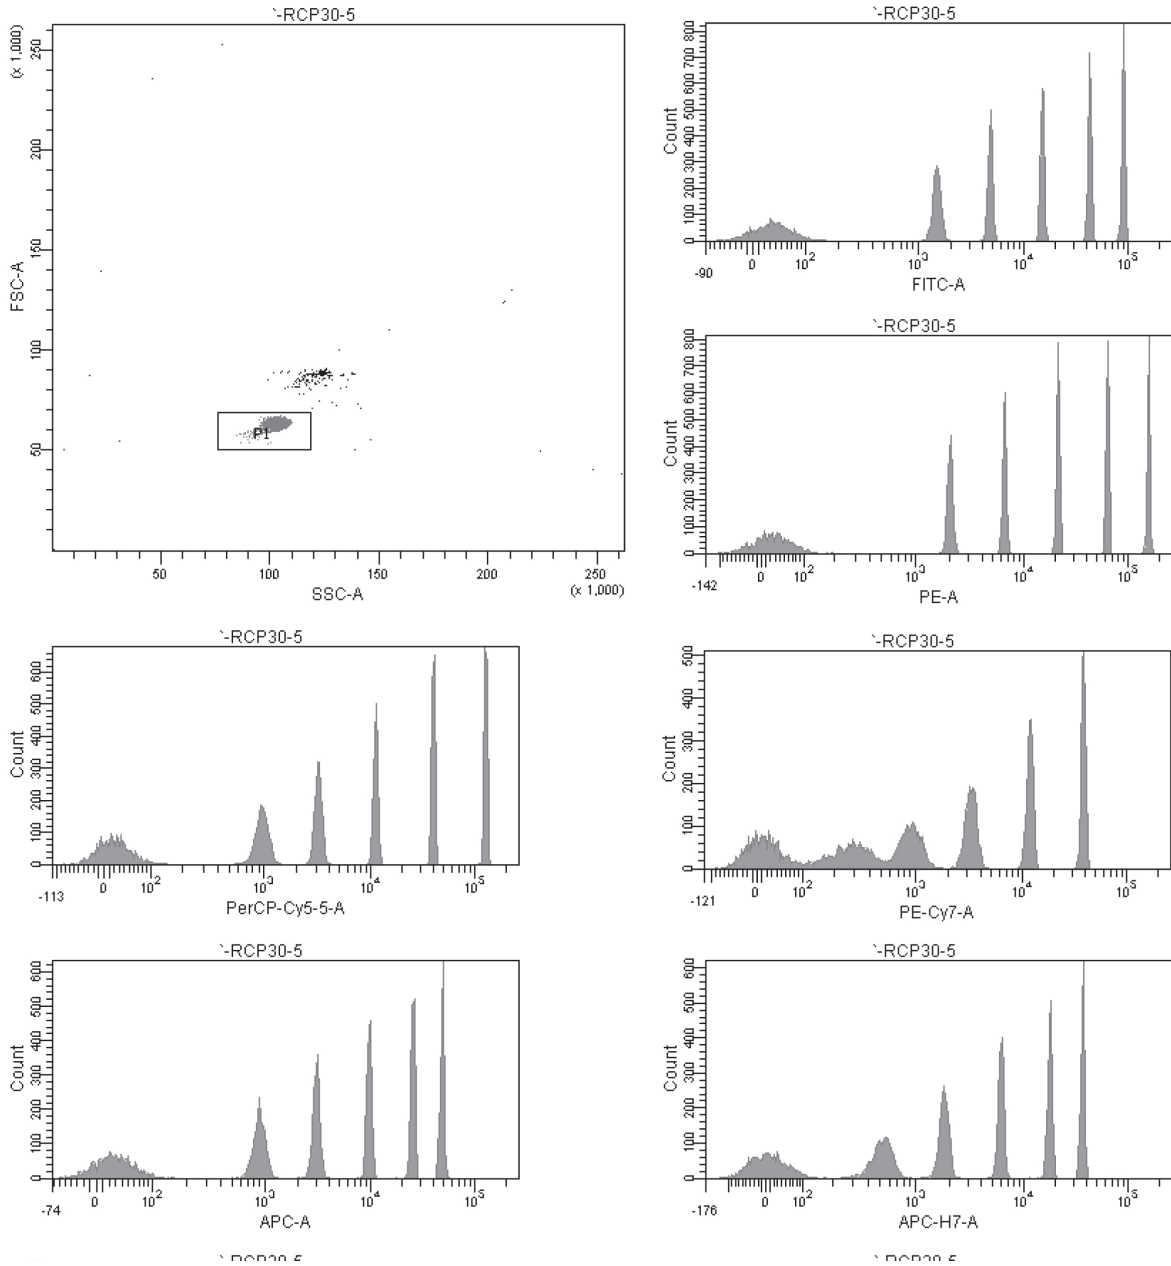 `-RCP30-5
(x 1,000)
250
200
150
100
50
FSC-A
P1
50 100 150 200 250
SSC-A
(x 1,000)
`-RCP30-5
Count
0 100 200 300 400 500 600 700 800
-90 0 10² 10³ 10⁴ 10⁵
FITC-A
`-RCP30-5
Count
0 100 200 300 400 500 600 700 800
-142 0 10² 10³ 10⁴ 10⁵
PE-A
`-RCP30-5
Count
0 100 200 300 400 500 600
-113 0 10² 10³ 10⁴ 10⁵
PerCP-Cy5-5-A
`-RCP30-5
Count
0 100 200 300 400 500
-121 0 10² 10³ 10⁴ 10⁵
PE-Cy7-A
`-RCP30-5
Count
0 100 200 300 400 500 600
-74 0 10² 10³ 10⁴ 10⁵
APC-A
`-RCP30-5
Count
0 100 200 300 400 500 600
-176 0 10² 10³ 10⁴ 10⁵
APC-H7-A
`-RCP30-5
`-RCP30-5